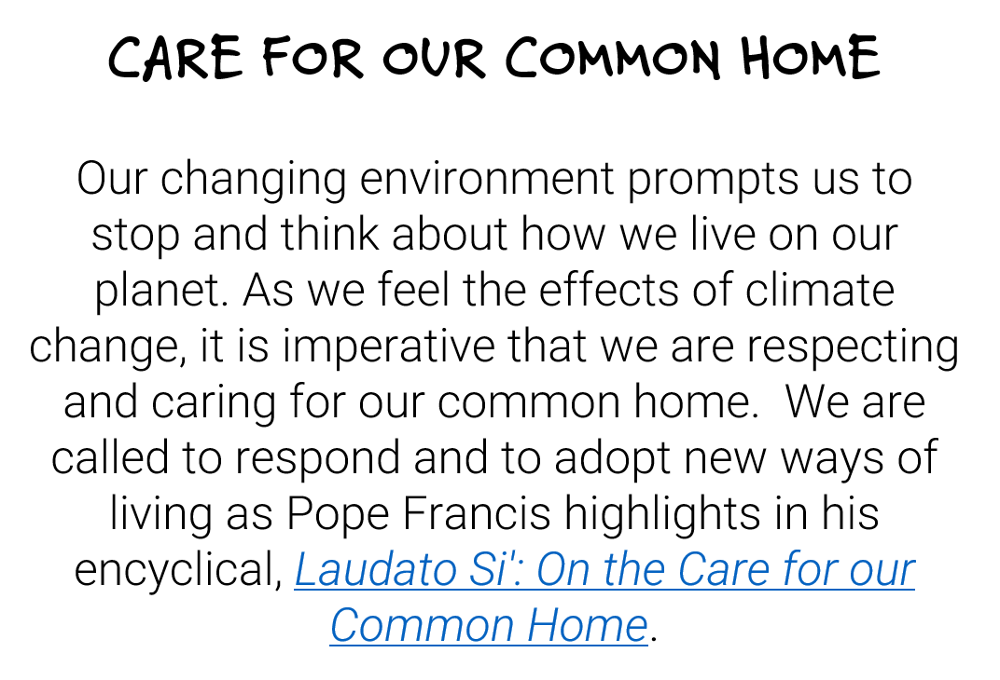 CARE FOR OUR COMMON HOME
Our changing environment prompts us to
stop and think about how we live on our
planet. As we feel the effects of climate
change, it is imperative that we are respecting
and caring for our common home.  We are
called to respond and to adopt new ways of
living as Pope Francis highlights in his
encyclical, Laudato Si': On the Care for our
Common Home.